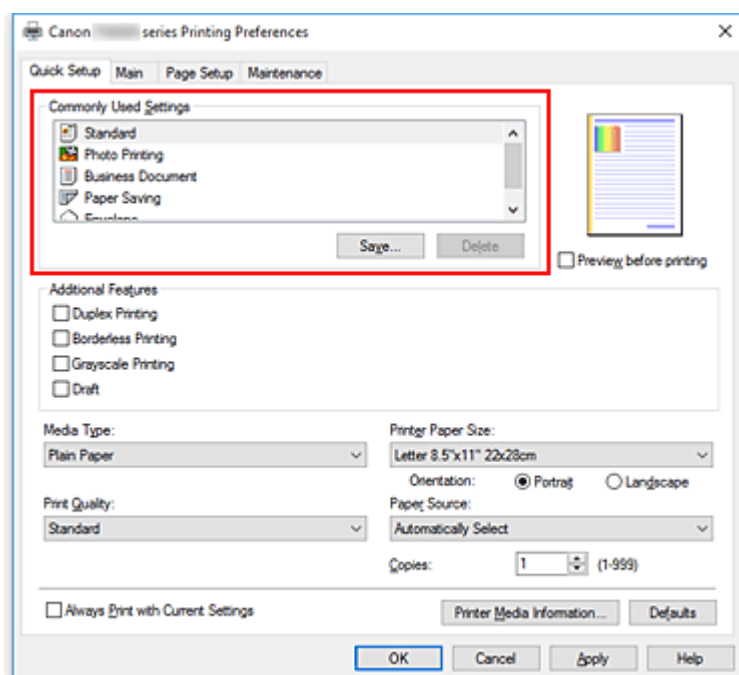 Canon series Printing Preferences
Quick Setup Main Page Setup Maintenance
Commonly Used Settings
Standard
Photo Printing
Business Document
Paper Saving
Envelope
Save... Delete
Preview before printing
Additional Features
Duplex Printing
Borderless Printing
Grayscale Printing
Draft
Media Type:
Plain Paper
Printer Paper Size:
Letter 8.5"x11" 22x28cm
Orientation: Portrait Landscape
Print Quality:
Standard
Paper Source:
Automatically Select
Copies: 1 (1-999)
Always Print with Current Settings
Printer Media Information... Defaults
OK Cancel Apply Help